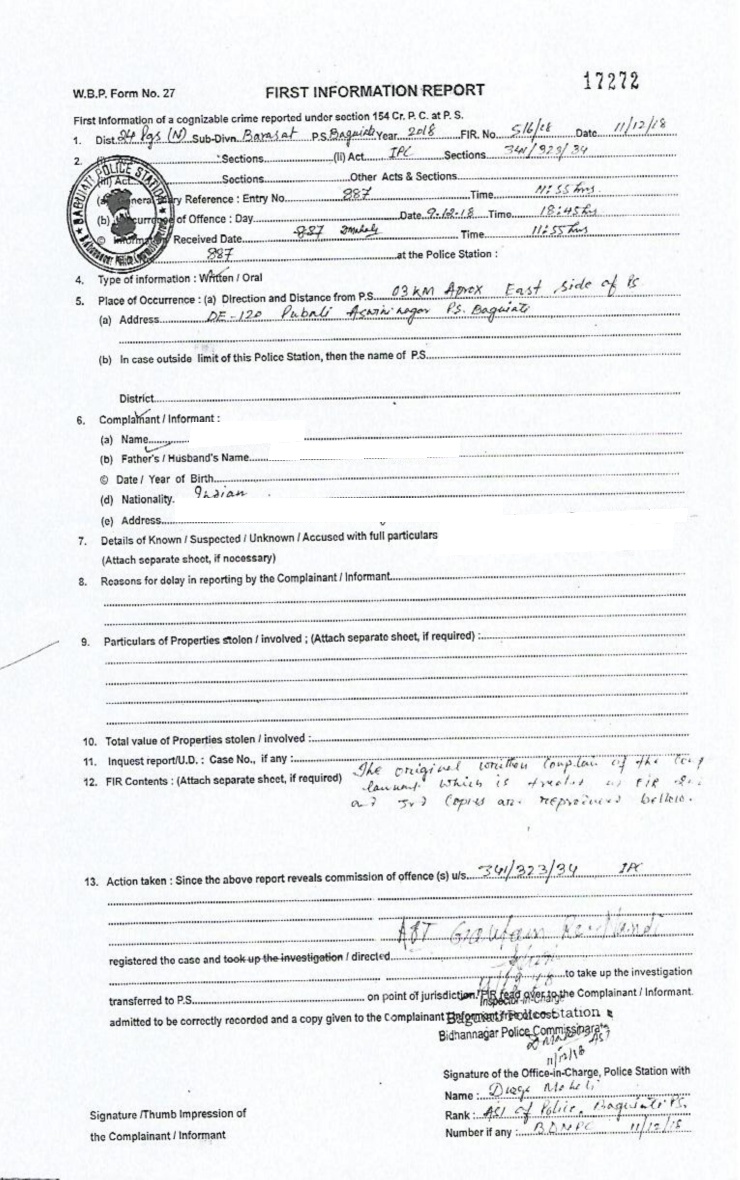 17272
W.B.P. Form No. 27 FIRST INFORMATION REPORT
First Information of a cognizable crime reported under section 154 Cr. P. C. at P. S.
1. Dist. 24 Pgs (N) Sub-Divn. Barasat P.S. Baguiati Year 2018 FIR. No. 516/18 Date 11/12/18
2. Sections (ii) Act IPC Sections 341/323/34
(iii) Act Sections Other Acts & Sections
(a) General Diary Reference : Entry No. 887 Time 11:55 hrs
(b) Occurrence of Offence : Day Date 9.12.18 Time 18:45 hrs
© Information Received Date 887 Time 11:55 hrs
887 at the Police Station :
BAGUIATI POLICE STATION
4. Type of information : Written / Oral
5. Place of Occurrence : (a) Direction and Distance from P.S. 03 KM Aprox East side of PS
(a) Address DE-120 Pubali P.S. Baguiati
(b) In case outside limit of this Police Station, then the name of P.S.
District
6. Complainant / Informant :
(a) Name
(b) Father's / Husband's Name
© Date / Year of Birth
(d) Nationality. Indian
(e) Address
7. Details of Known / Suspected / Unknown / Accused with full particulars
(Attach separate sheet, if necessary)
8. Reasons for delay in reporting by the Complainant / Informant
9. Particulars of Properties stolen / involved ; (Attach separate sheet, if required) :
10. Total value of Properties stolen / involved :
11. Inquest report/U.D. : Case No., if any :
12. FIR Contents : (Attach separate sheet, if required) The original written complain of the comp
lainant which is treated as FIR
and 3rd Copies are reproduced bellow.
13. Action taken : Since the above report reveals commission of offence (s) u/s. 341/323/34 IPC
ASI
registered the case and took up the investigation / directed
to take up the investigation
transferred to P.S. on point of jurisdiction. FIR read over to the Complainant / Informant.
Inspector-in-Charge
admitted to be correctly recorded and a copy given to the Complainant Informant free of cost
Baguiati Police Station
Bidhannagar Police Commissionarate
ASI
11/12/18
Signature of the Office-in-Charge, Police Station with
Name :
Signature /Thumb Impression of
Rank : ASI of Police, Baguiati PS.
the Complainant / Informant
Number if any : BDNPC 11/12/18